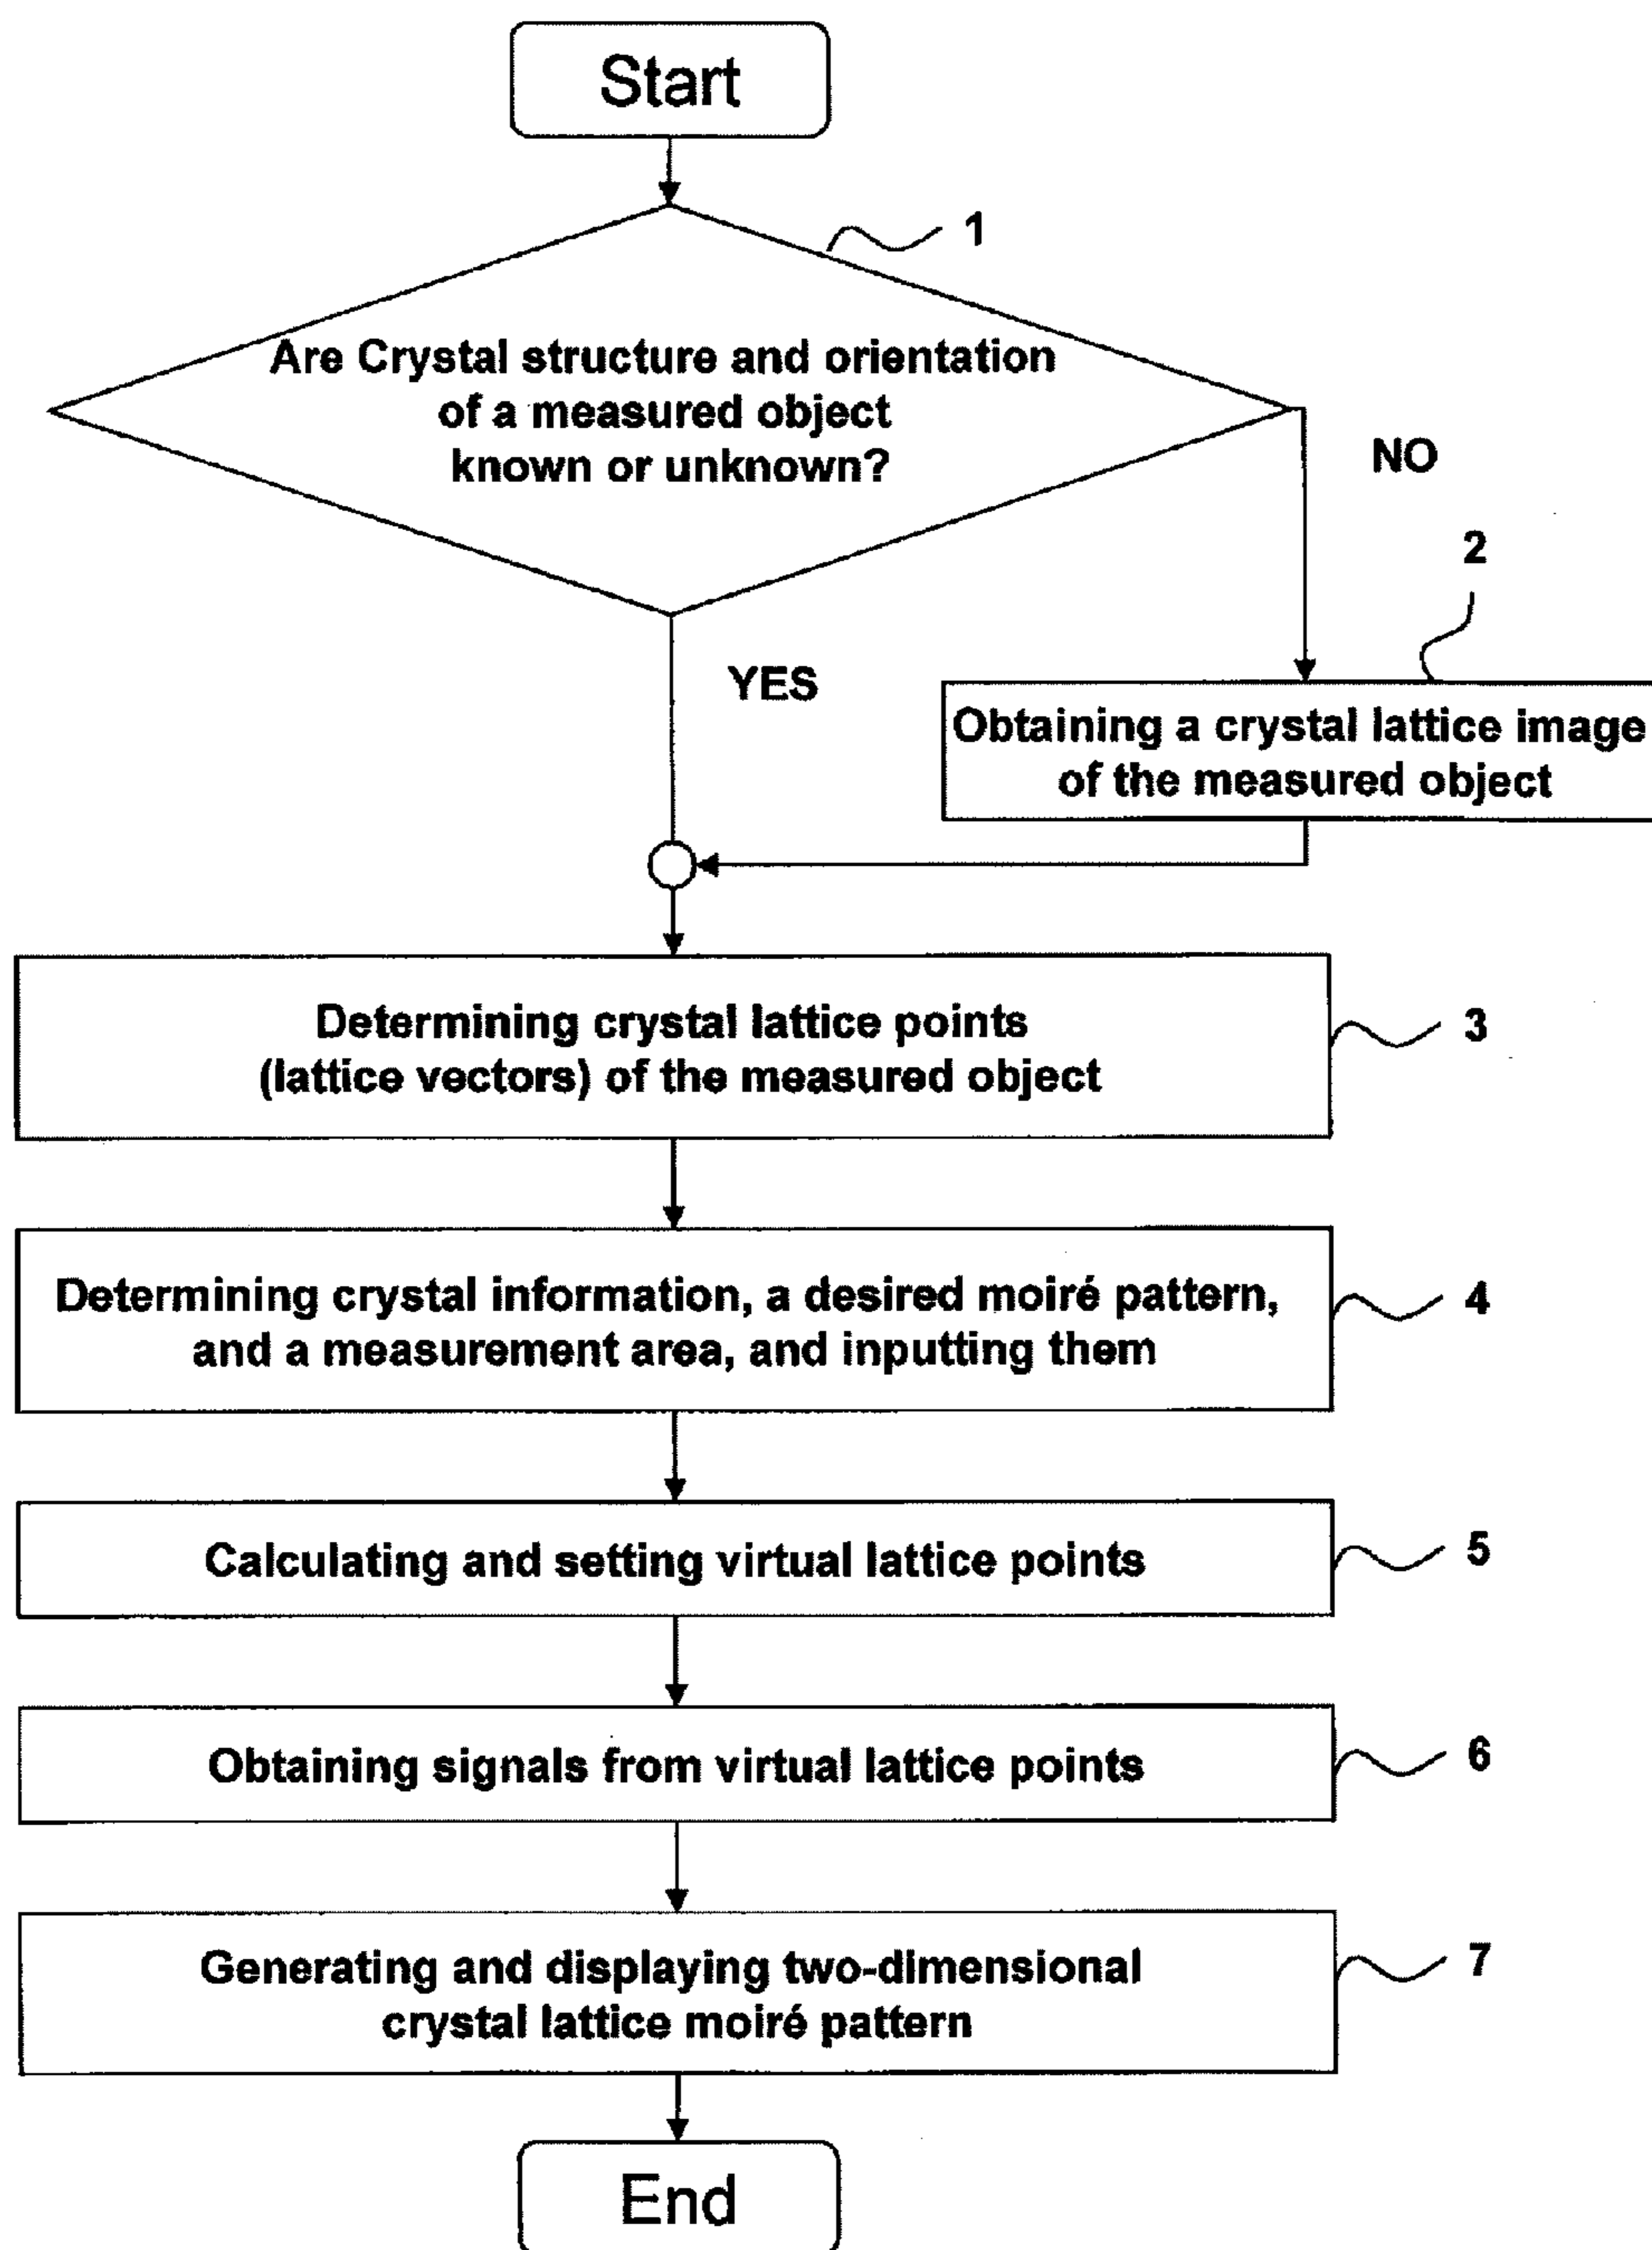 Start
1
Are Crystal structure and orientation
of a measured object
known or unknown?
NO
2
YES
Obtaining a crystal lattice image
of the measured object
Determining crystal lattice points
(lattice vectors) of the measured object
3
Determining crystal information, a desired moiré pattern,
and a measurement area, and inputting them
4
Calculating and setting virtual lattice points
5
Obtaining signals from virtual lattice points
6
Generating and displaying two-dimensional
crystal lattice moiré pattern
7
End